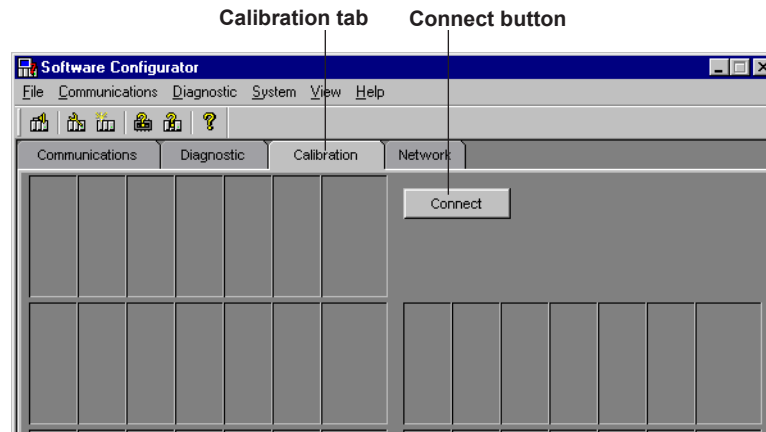 Calibration tab Connect button
Software Configurator
File Communications Diagnostic System View Help
Communications Diagnostic Calibration Network
Connect